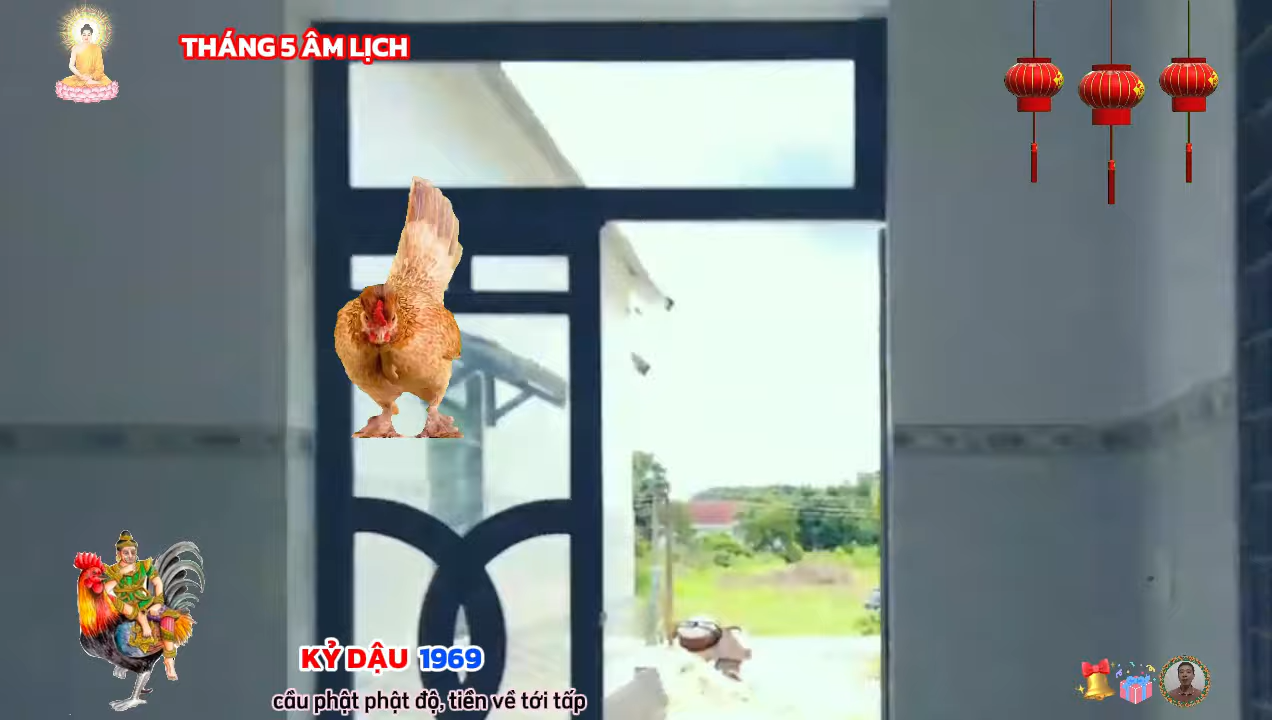 THÁNG 5 ÂM LỊCH
KỶ DẬU 1969
cầu phật phật độ, tiền về tới tấp